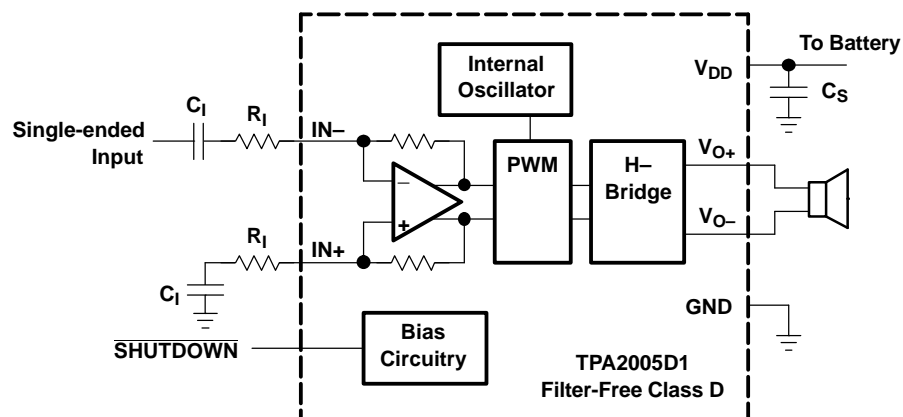 To Battery
Internal
Oscillator
VDD
CS
CI
RI
IN–
Single-ended
Input
PWM
H–
Bridge
VO+
VO–
–
+
RI
IN+
CI
GND
SHUTDOWN
Bias
Circuitry
TPA2005D1
Filter-Free Class D